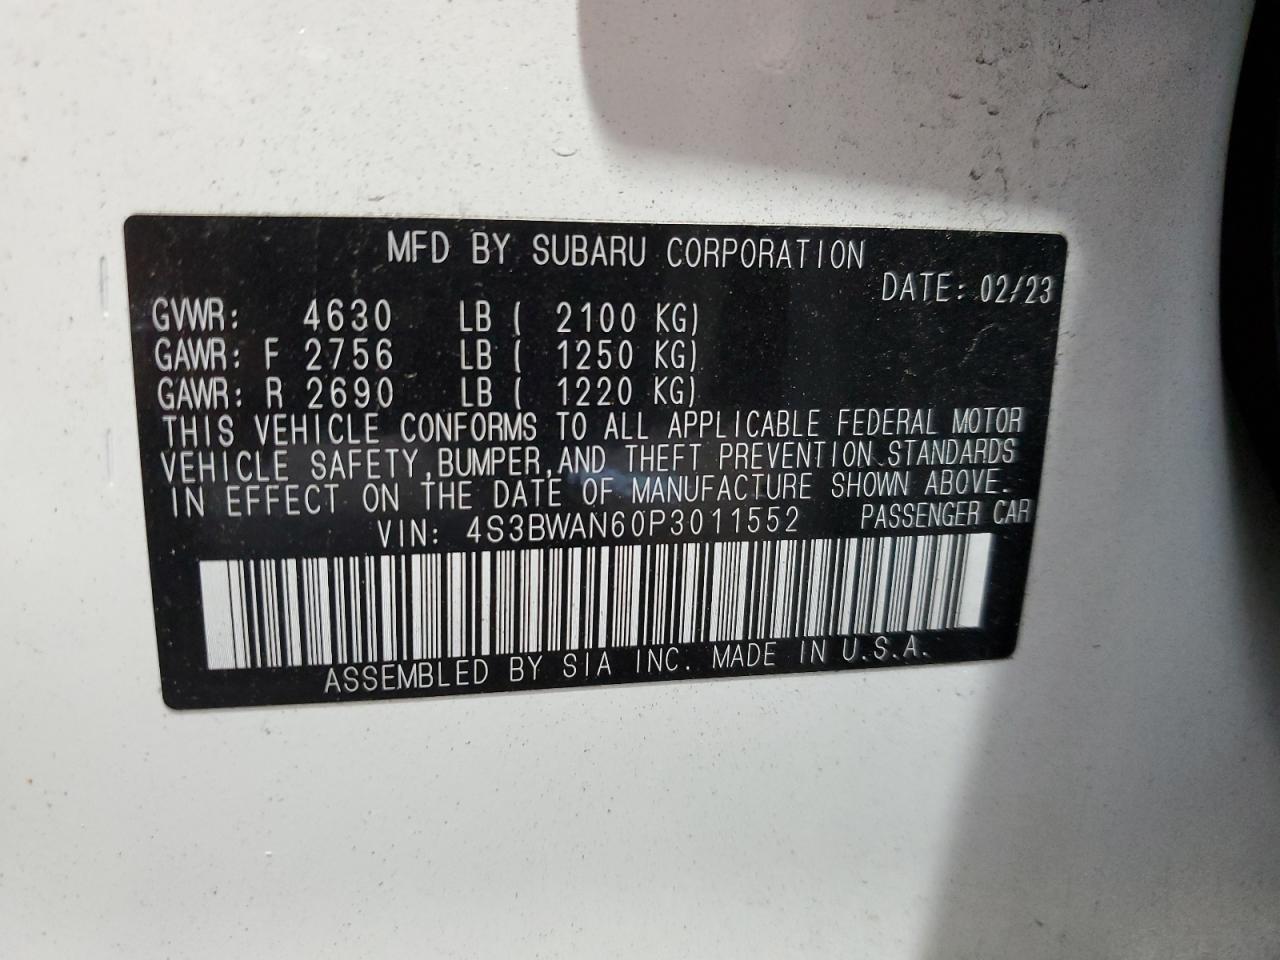 MFD BY SUBARU CORPORATION
DATE: 02/23
GVWR: 4630 LB ( 2100 KG)
GAWR: F 2756 LB ( 1250 KG)
GAWR: R 2690 LB ( 1220 KG)
THIS VEHICLE CONFORMS TO ALL APPLICABLE FEDERAL MOTOR
VEHICLE SAFETY,BUMPER,AND THEFT PREVENTION STANDARDS
IN EFFECT ON THE DATE OF MANUFACTURE SHOWN ABOVE.
VIN: 4S3BWAN60P3011552 PASSENGER CAR
ASSEMBLED BY SIA INC. MADE IN U.S.A.